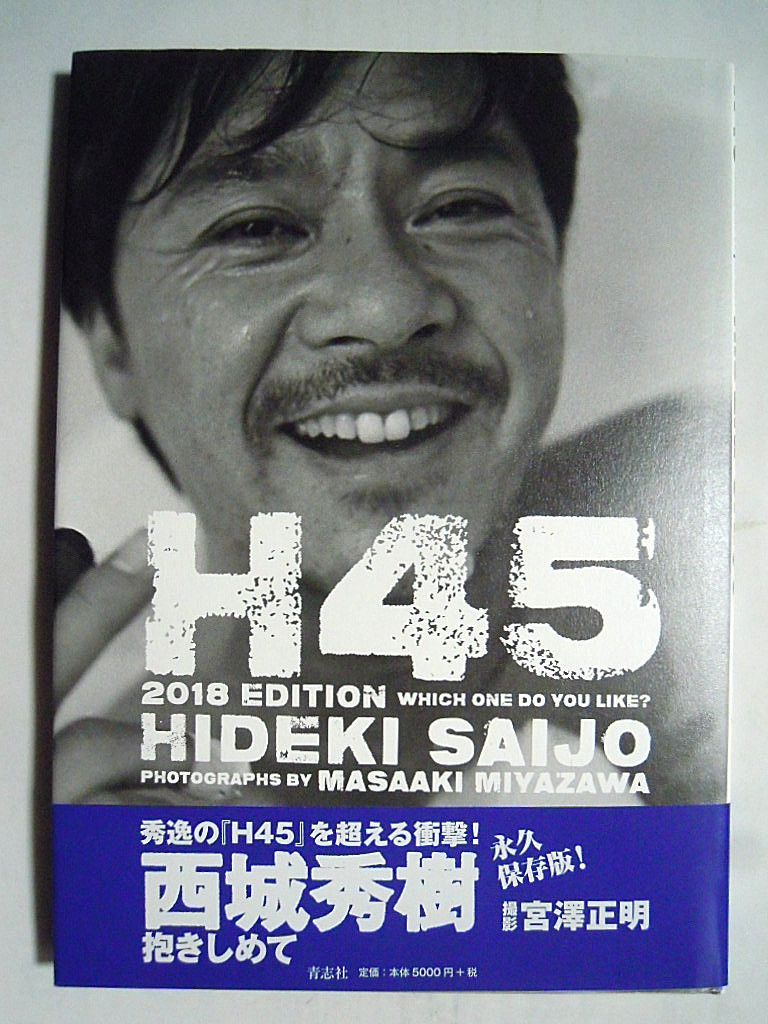 H45
2018 EDITION WHICH ONE DO YOU LIKE?
HIDEKI SAIJO
PHOTOGRAPHS BY MASAAKI MIYAZAWA
秀逸の『H45』を超える衝撃!
永久
保存版!
西城秀樹
撮影 宮澤正明
抱きしめて
青志社 定価:本体5000円+税